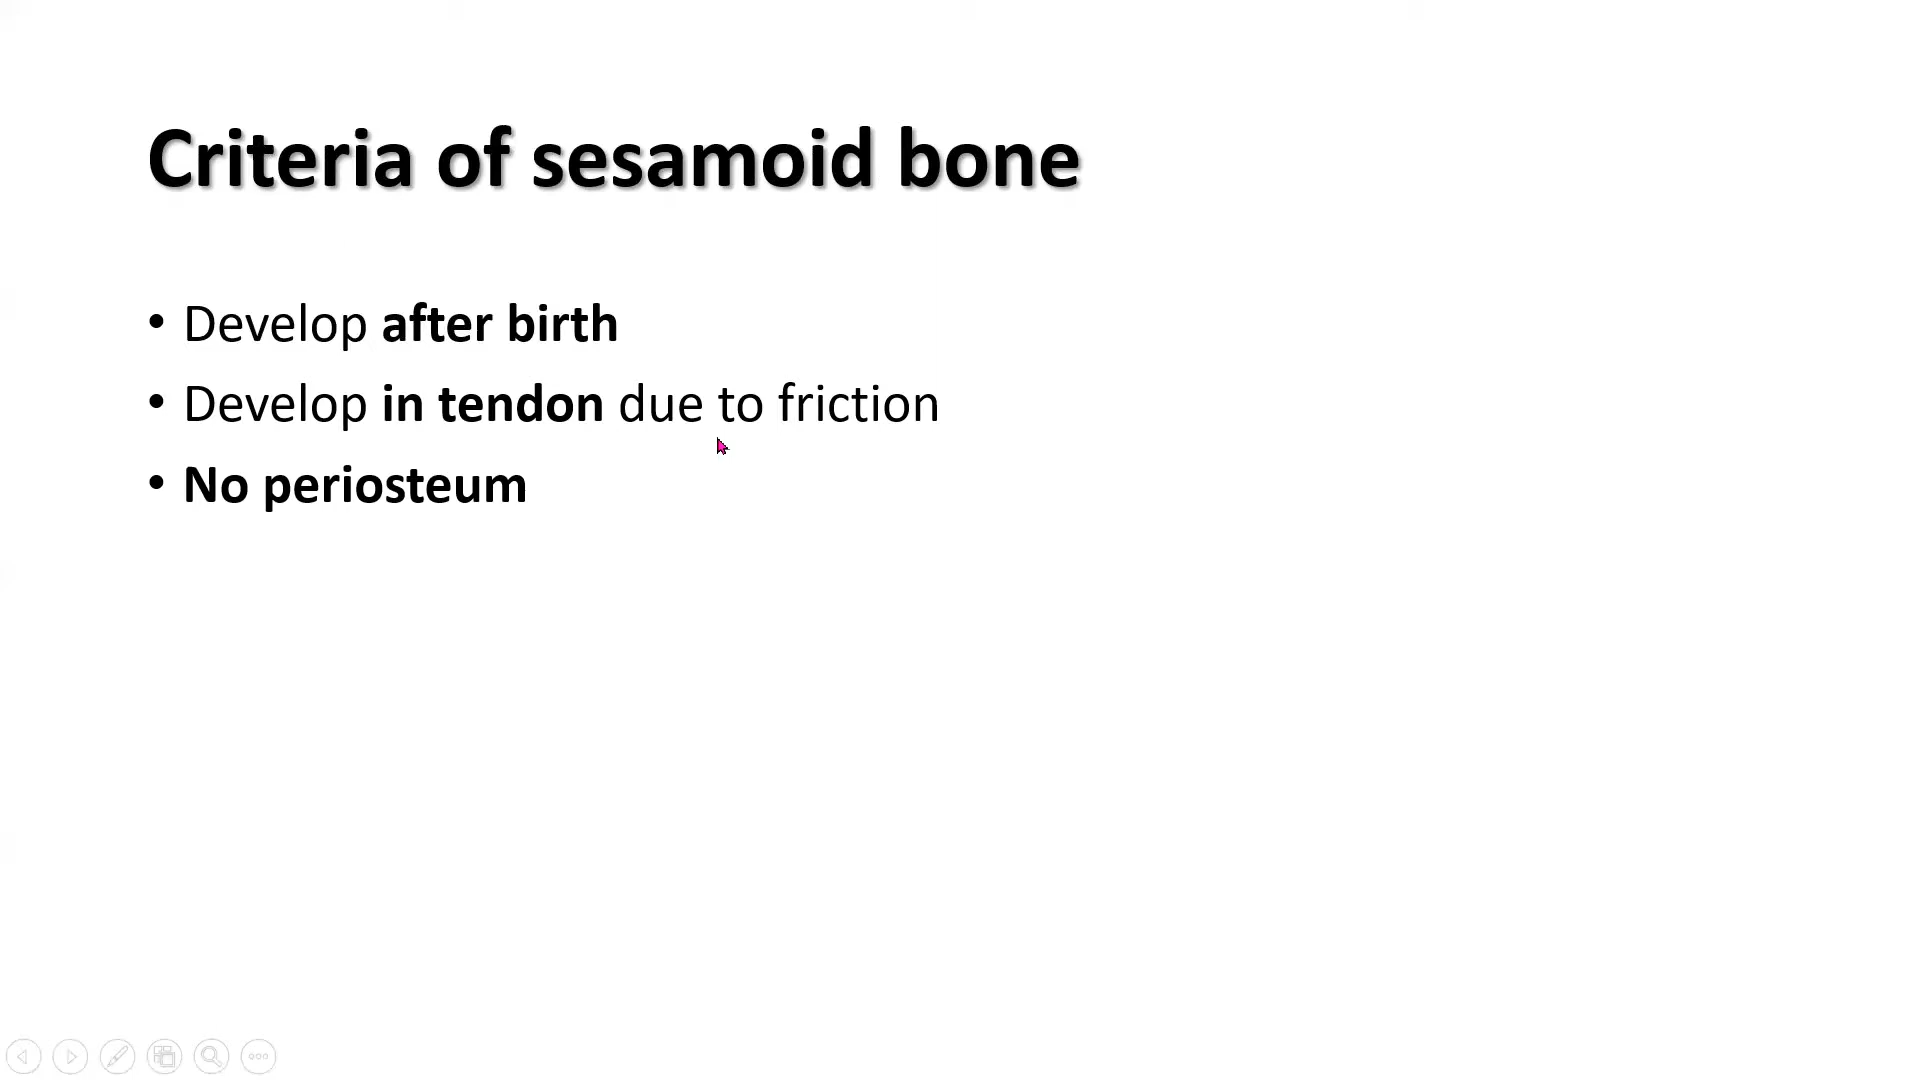 Criteria of sesamoid bone
• Develop after birth
• Develop in tendon due to friction
• No periosteum